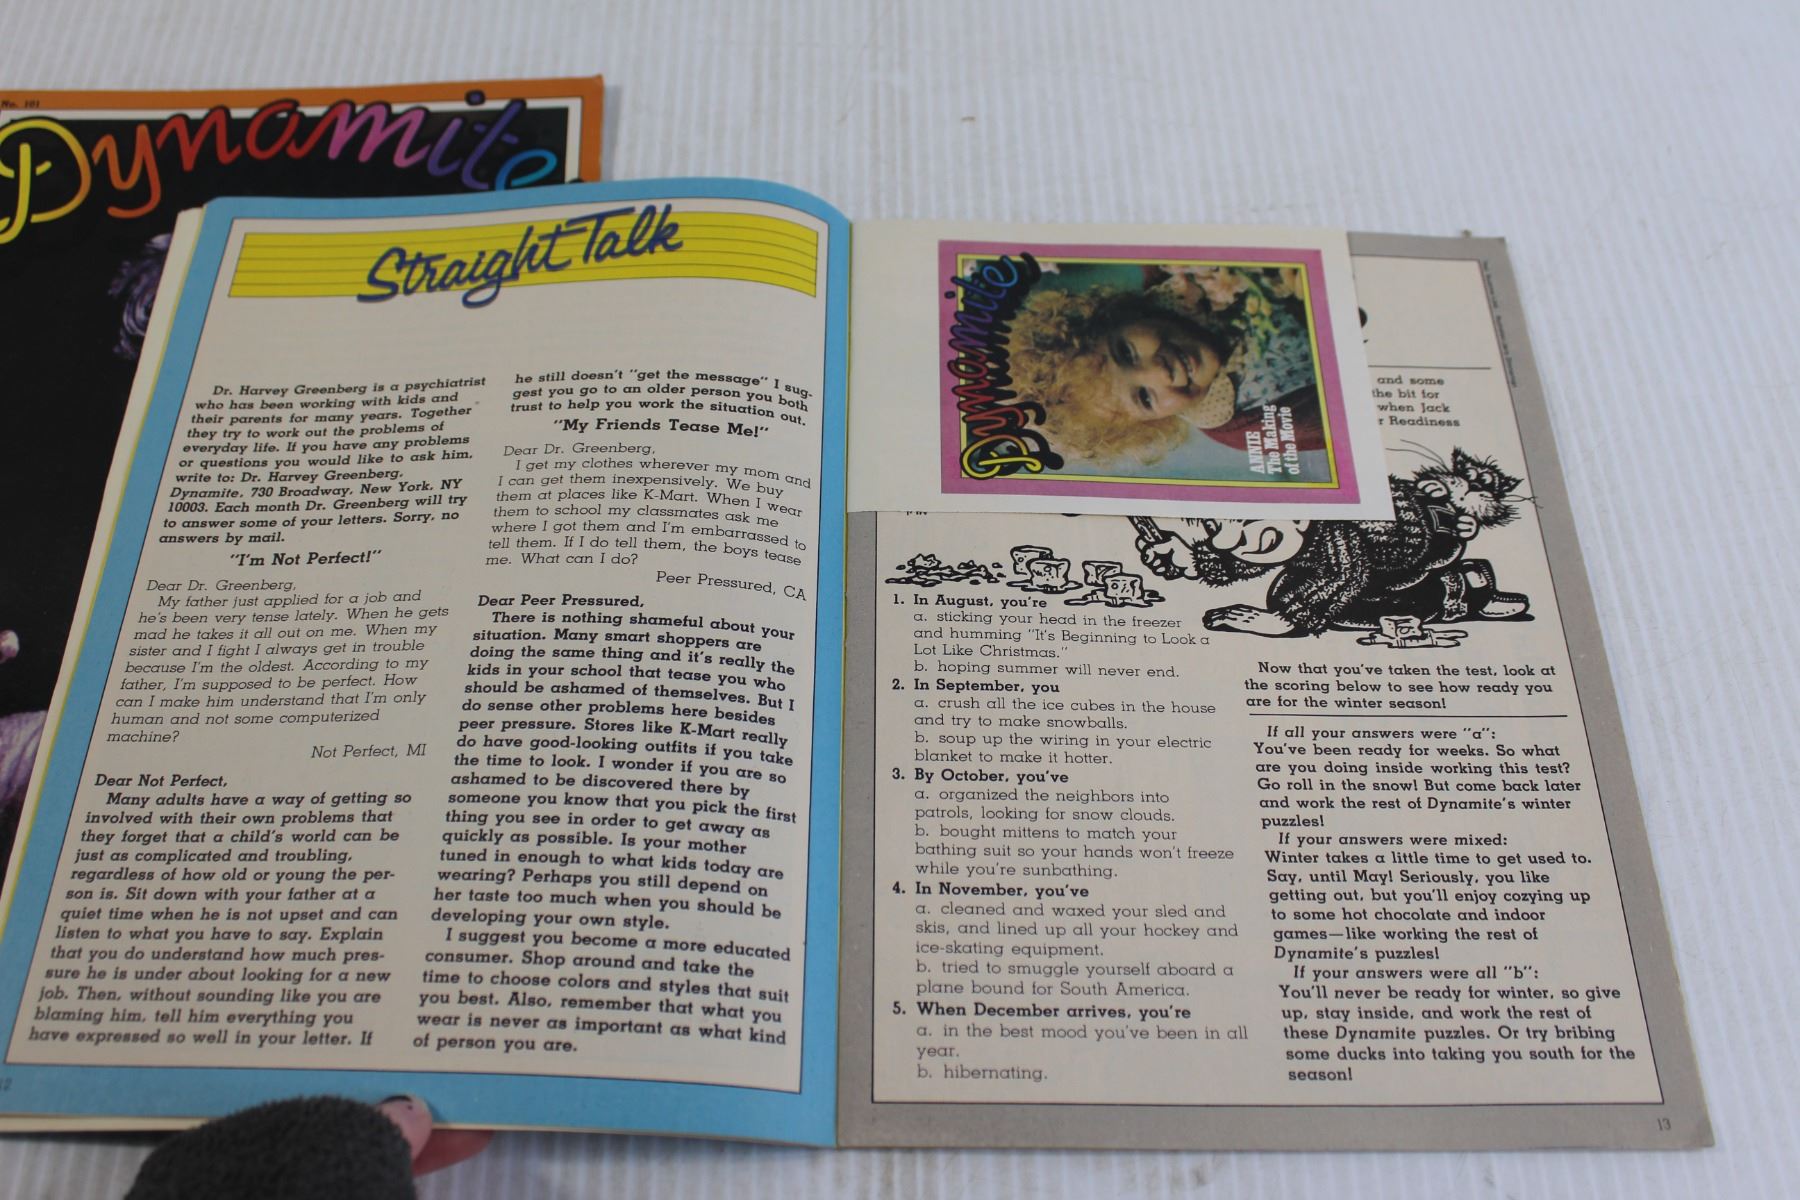 No. 101
Dynamite
Straight Talk
Dr. Harvey Greenberg is a psychiatrist
who has been working with kids and
their parents for many years. Together
they try to work out the problems of
everyday life. If you have any problems
or questions you would like to ask him,
write to: Dr. Harvey Greenberg,
Dynamite, 730 Broadway, New York, NY
10003. Each month Dr. Greenberg will try
to answer some of your letters. Sorry, no
answers by mail.
"I'm Not Perfect!"
Dear Dr. Greenberg,
My father just applied for a job and
he's been very tense lately. When he gets
mad he takes it all out on me. When my
sister and I fight I always get in trouble
because I'm the oldest. According to my
father, I'm supposed to be perfect. How
can I make him understand that I'm only
human and not some computerized
machine?
Not Perfect, MI
Dear Not Perfect,
Many adults have a way of getting so
involved with their own problems that
they forget that a child's world can be
just as complicated and troubling,
regardless of how old or young the per-
son is. Sit down with your father at a
quiet time when he is not upset and can
listen to what you have to say. Explain
that you do understand how much pres-
sure he is under about looking for a new
job. Then, without sounding like you are
blaming him, tell him everything you
have expressed so well in your letter. If
he still doesn't "get the message" I sug-
gest you go to an older person you both
trust to help you work the situation out.
"My Friends Tease Me!"
Dear Dr. Greenberg,
I get my clothes wherever my mom and
I can get them inexpensively. We buy
them at places like K-Mart. When I wear
them to school my classmates ask me
where I got them and I'm embarrassed to
tell them. If I do tell them, the boys tease
me. What can I do?
Peer Pressured, CA
Dear Peer Pressured,
There is nothing shameful about your
situation. Many smart shoppers are
doing the same thing and it's really the
kids in your school that tease you who
should be ashamed of themselves. But I
do sense other problems here besides
peer pressure. Stores like K-Mart really
do have good-looking outfits if you take
the time to look. I wonder if you are so
ashamed to be discovered there by
someone you know that you pick the first
thing you see in order to get away as
quickly as possible. Is your mother
tuned in enough to what kids today are
wearing? Perhaps you still depend on
her taste too much when you should be
developing your own style.
I suggest you become a more educated
consumer. Shop around and take the
time to choose colors and styles that suit
you best. Also, remember that what you
wear is never as important as what kind
of person you are.
12
Dynamite
ANNIE
The Making
of the Movie
and some
the bit for
when Jack
r Readiness
1. In August, you're
a. sticking your head in the freezer
and humming "It's Beginning to Look a
Lot Like Christmas."
b. hoping summer will never end.
2. In September, you
a. crush all the ice cubes in the house
and try to make snowballs.
b. soup up the wiring in your electric
blanket to make it hotter.
3. By October, you've
a. organized the neighbors into
patrols, looking for snow clouds.
b. bought mittens to match your
bathing suit so your hands won't freeze
while you're sunbathing.
4. In November, you've
a. cleaned and waxed your sled and
skis, and lined up all your hockey and
ice-skating equipment.
b. tried to smuggle yourself aboard a
plane bound for South America.
5. When December arrives, you're
a. in the best mood you've been in all
year.
b. hibernating.
Now that you've taken the test, look at
the scoring below to see how ready you
are for the winter season!
If all your answers were "a":
You've been ready for weeks. So what
are you doing inside working this test?
Go roll in the snow! But come back later
and work the rest of Dynamite's winter
puzzles!
If your answers were mixed:
Winter takes a little time to get used to.
Say, until May! Seriously, you like
getting out, but you'll enjoy cozying up
to some hot chocolate and indoor
games—like working the rest of
Dynamite's puzzles!
If your answers were all "b":
You'll never be ready for winter, so give
up, stay inside, and work the rest of
these Dynamite puzzles. Or try bribing
some ducks into taking you south for the
season!
13